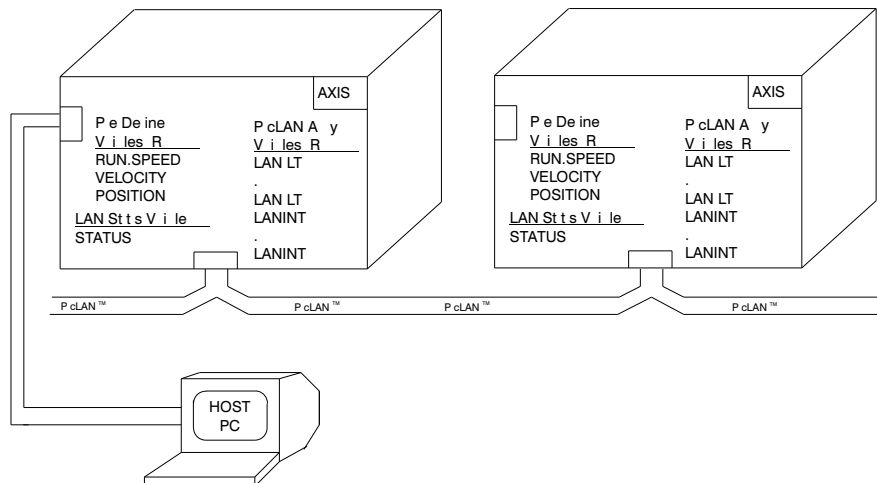 AXIS
P e De ine
V i les R
RUN.SPEED
VELOCITY
POSITION
LAN St t s V i le
STATUS
P cLAN A y
V i les R
LAN LT
.
LAN LT
LANINT
.
LANINT
AXIS
P e De ine
V i les R
RUN.SPEED
VELOCITY
POSITION
LAN St t s V i le
STATUS
P cLAN A y
V i les R
LAN LT
.
LAN LT
LANINT
.
LANINT
P cLAN ™
P cLAN ™
P cLAN ™
P cLAN ™
HOST
PC